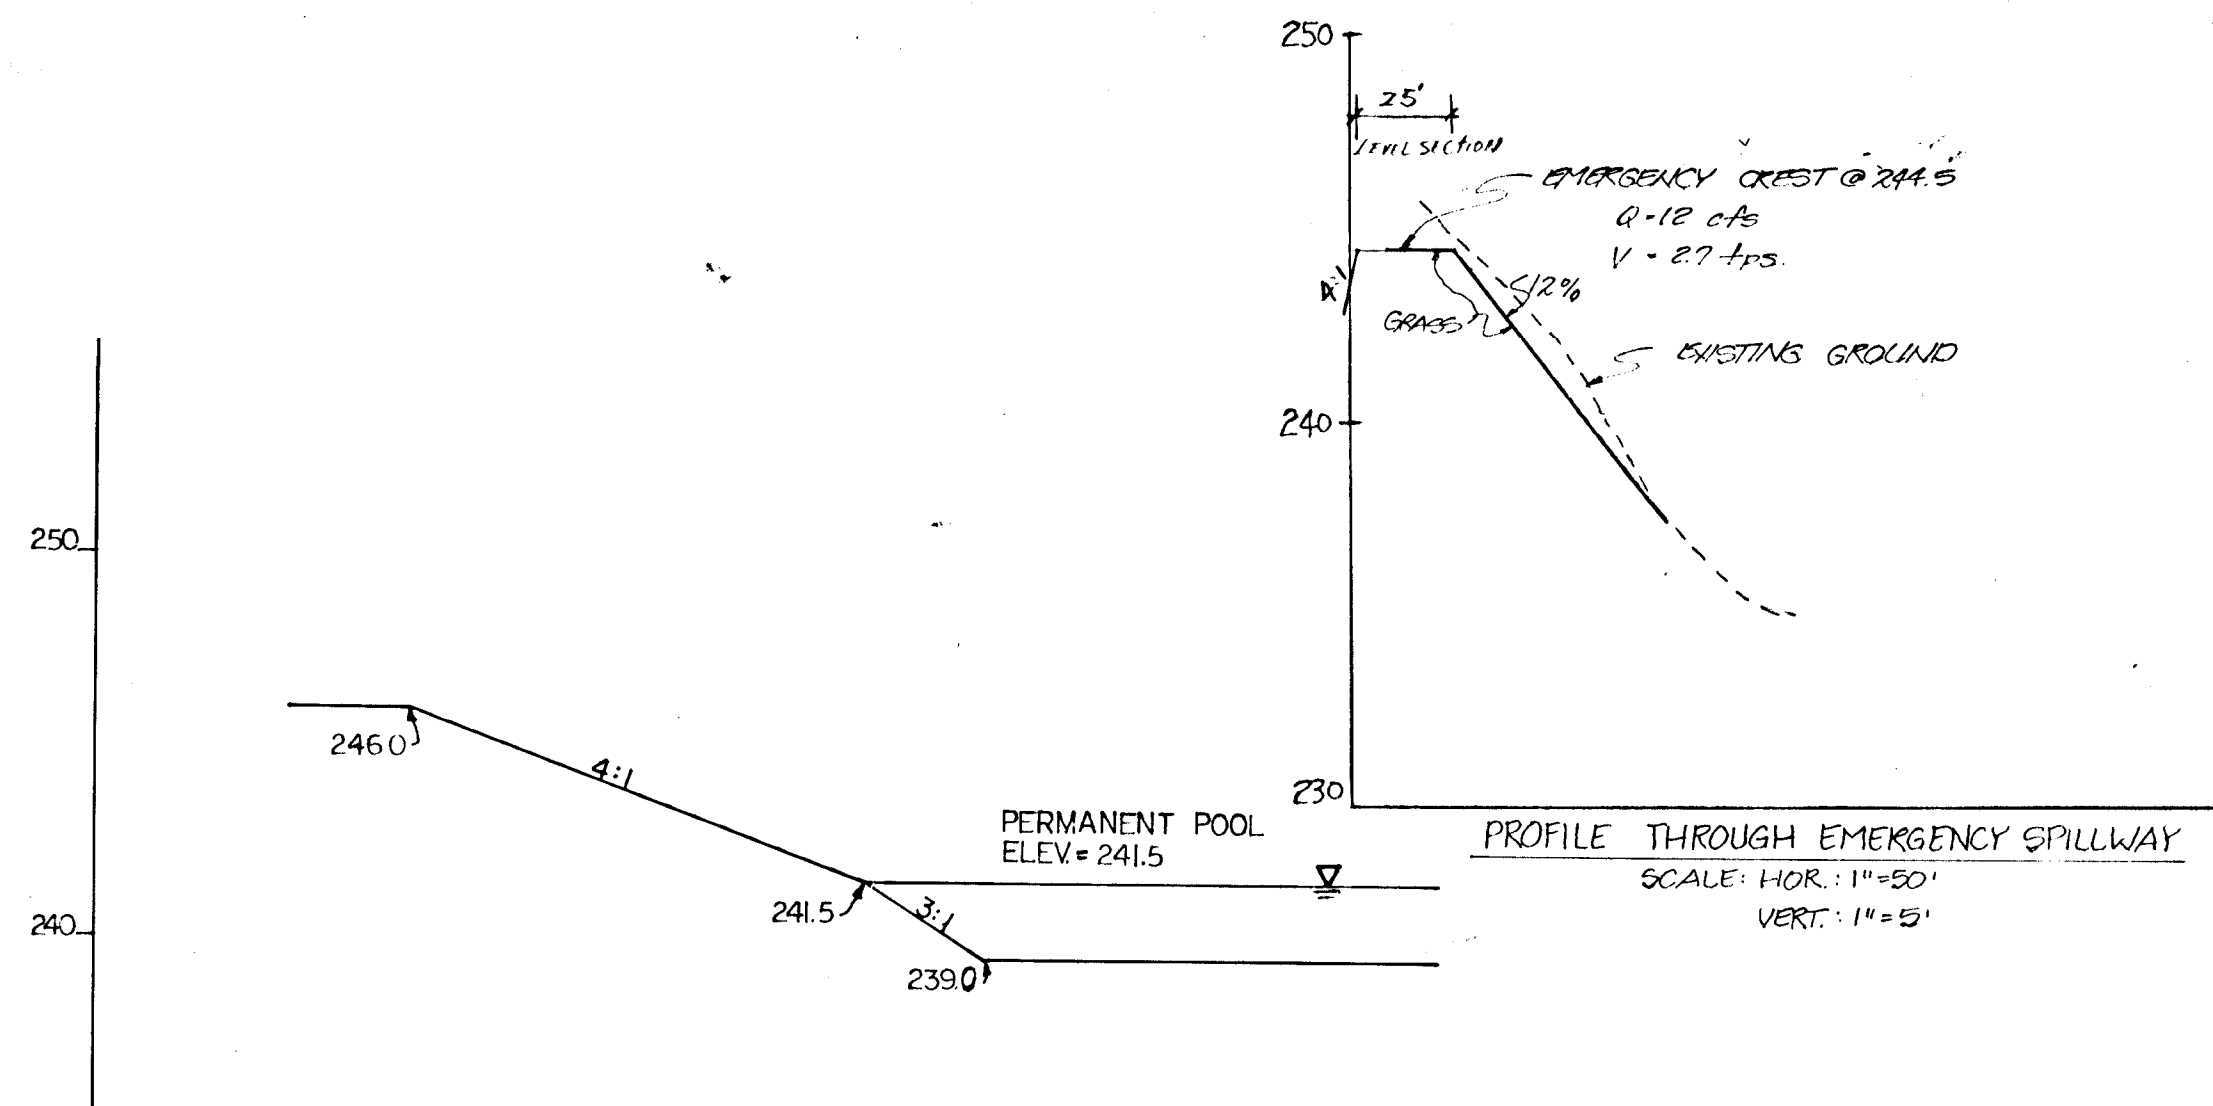 250
25'
LEVEL SECTION
EMERGENCY CREST @ 244.5
Q - 12 cfs
V - 2.7 fps.
4:1
12%
GRASS
EXISTING GROUND
240
230
PROFILE THROUGH EMERGENCY SPILLWAY
SCALE: HOR.: 1"=50'
VERT.: 1"=5'
250
246.0
4:1
PERMANENT POOL
ELEV.= 241.5
241.5
3:1
240
239.0